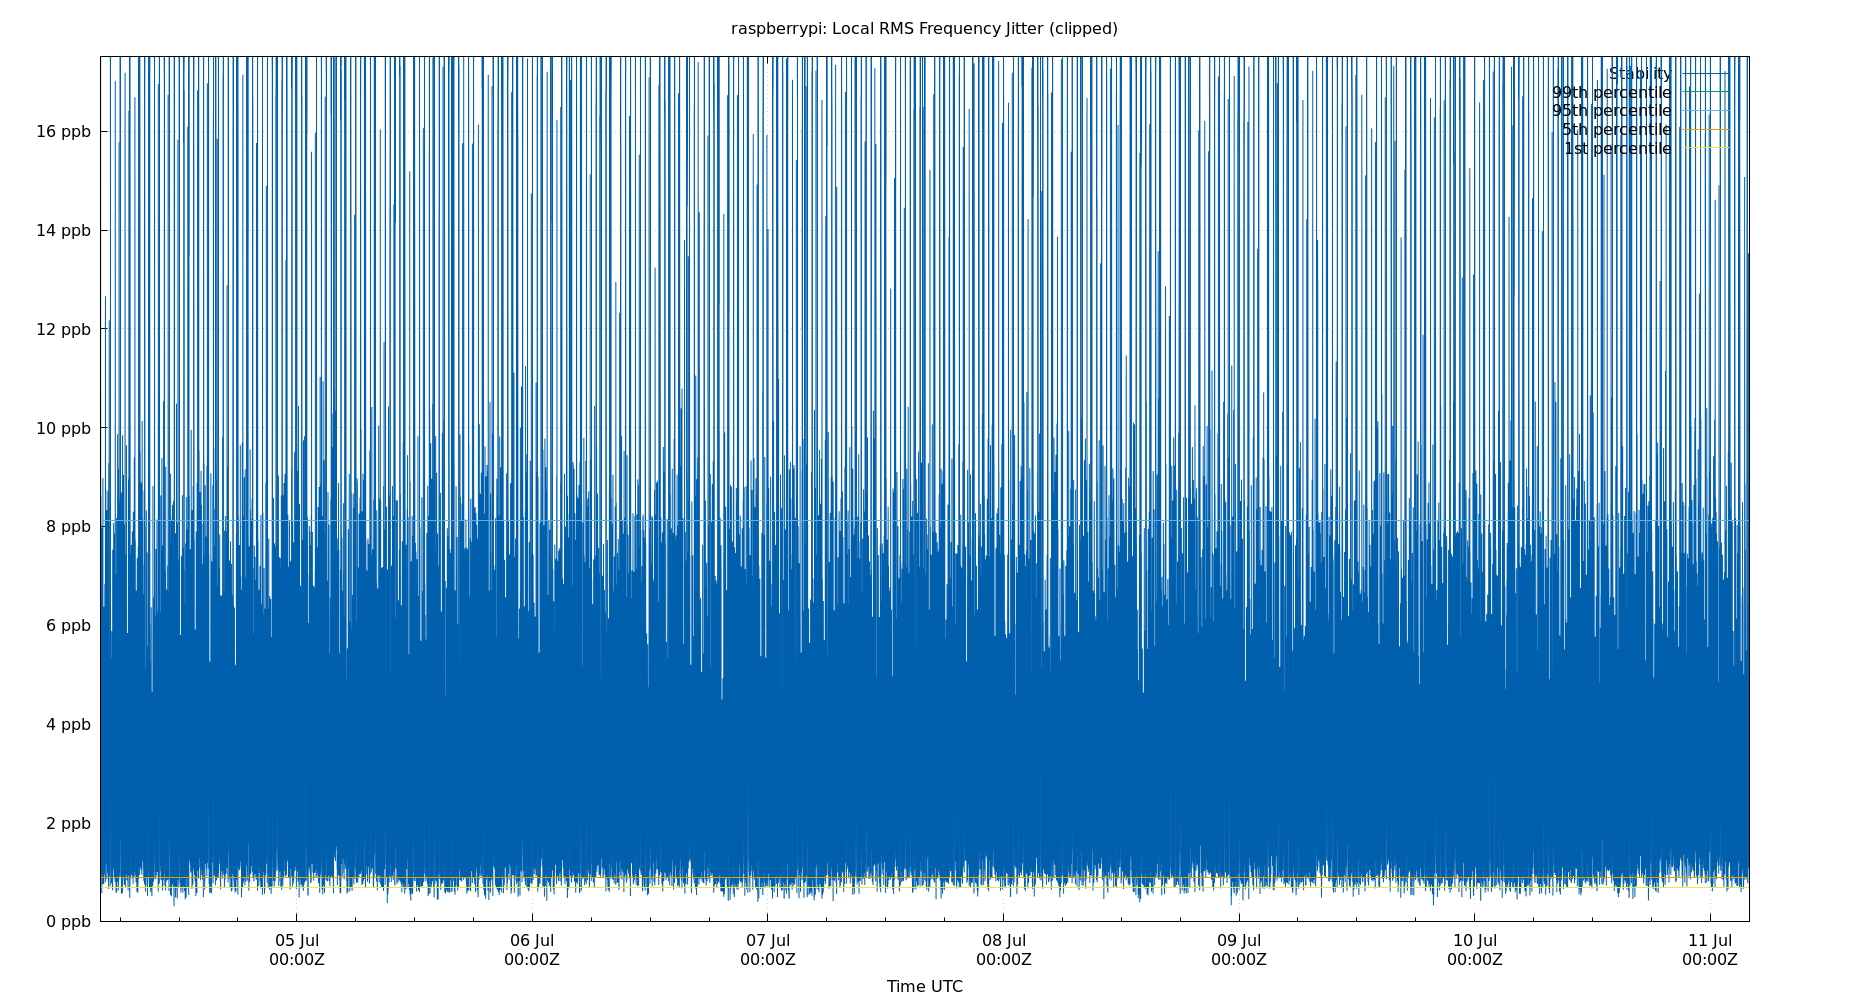 raspberrypi: Local RMS Frequency Jitter (clipped)
Stability
99th percentile
95th percentile
5th percentile
1st percentile
16 ppb
14 ppb
12 ppb
10 ppb
8 ppb
6 ppb
4 ppb
2 ppb
0 ppb
05 Jul 06 Jul 07 Jul 08 Jul 09 Jul 10 Jul 11 Jul
00:00Z 00:00Z 00:00Z 00:00Z 00:00Z 00:00Z 00:00Z
Time UTC